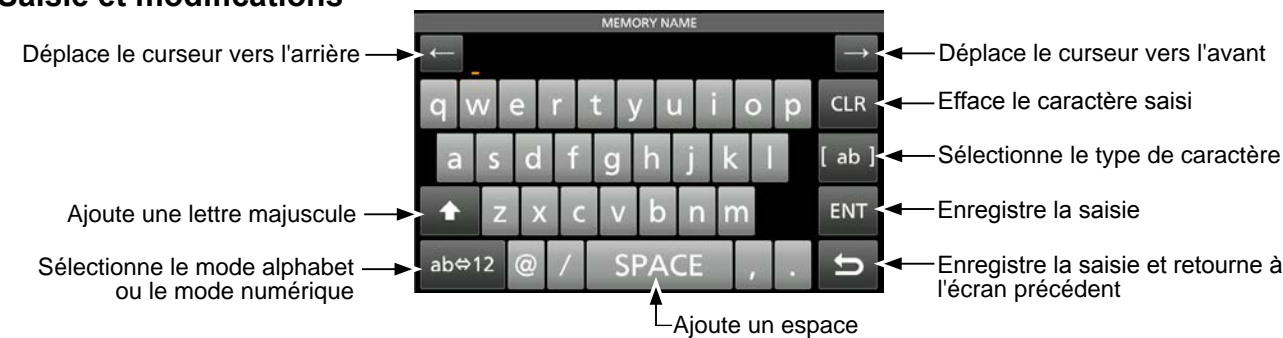 Saisie et modifications
MEMORY NAME
Déplace le curseur vers l'arrière
←
→
Déplace le curseur vers l'avant
q w e r t y u i o p
CLR
Efface le caractère saisi
a s d f g h j k l
[ ab ]
Sélectionne le type de caractère
Ajoute une lettre majuscule
z x c v b n m
ENT
Enregistre la saisie
Sélectionne le mode alphabet
ou le mode numérique
ab⇔12 @ / SPACE , .
Enregistre la saisie et retourne à
l'écran précédent
Ajoute un espace